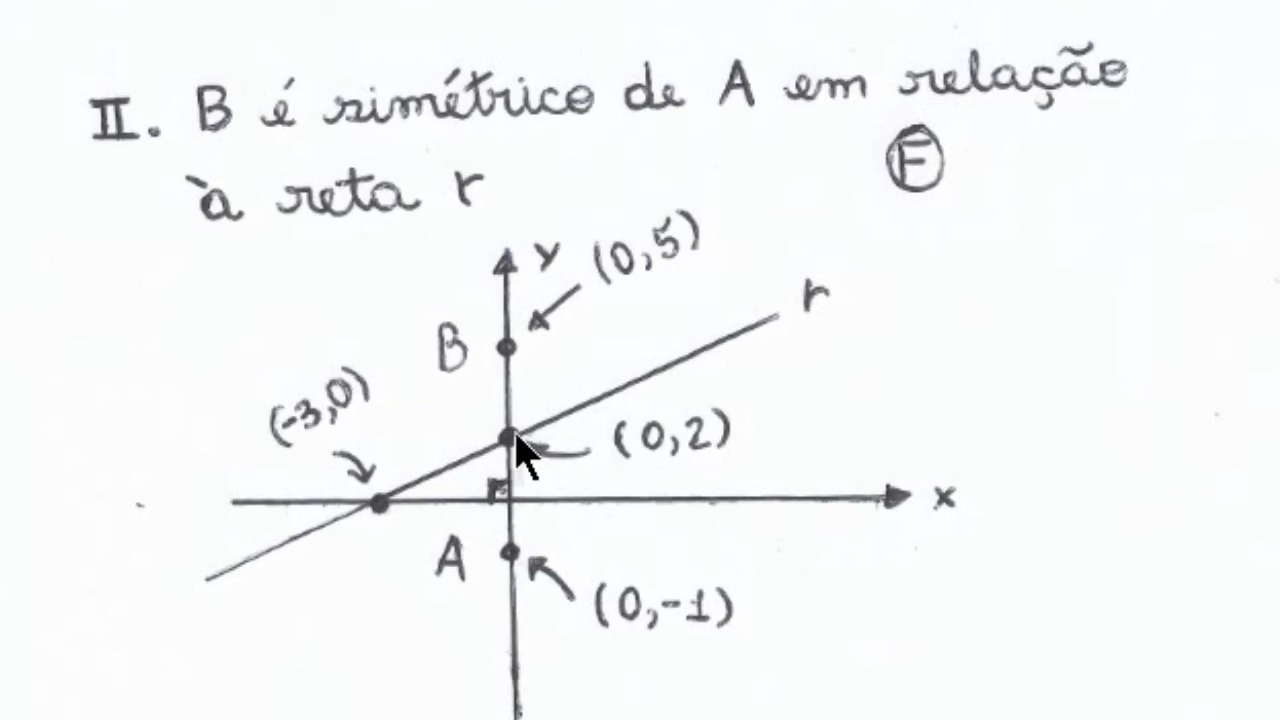 II. B é simétrico de A em relação
à reta r
F
y
(0,5)
r
B
(-3,0)
(0,2)
x
A
(0,-1)